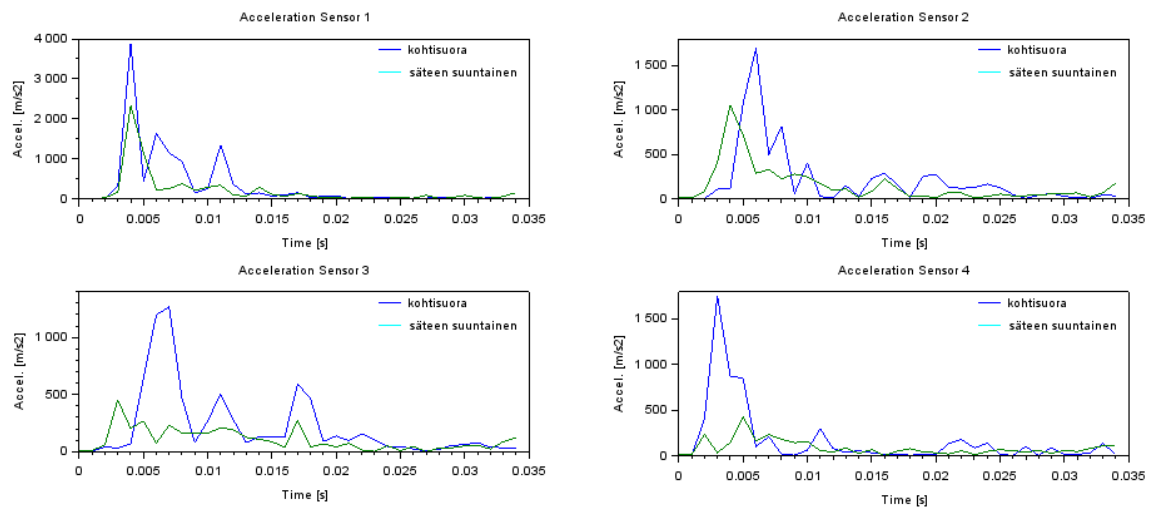 Acceleration Sensor 1
4 000
3 000
2 000
1 000
0
Accel. [m/s2]
kohtisuora
säteen suuntainen
0 0.005 0.01 0.015 0.02 0.025 0.03 0.035
Time [s]
Acceleration Sensor 2
1 500
1 000
500
0
Accel. [m/s2]
kohtisuora
säteen suuntainen
0 0.005 0.01 0.015 0.02 0.025 0.03 0.035
Time [s]
Acceleration Sensor 3
1 000
500
0
Accel. [m/s2]
kohtisuora
säteen suuntainen
0 0.005 0.01 0.015 0.02 0.025 0.03 0.035
Time [s]
Acceleration Sensor 4
1 500
1 000
500
0
Accel. [m/s2]
kohtisuora
säteen suuntainen
0 0.005 0.01 0.015 0.02 0.025 0.03 0.035
Time [s]